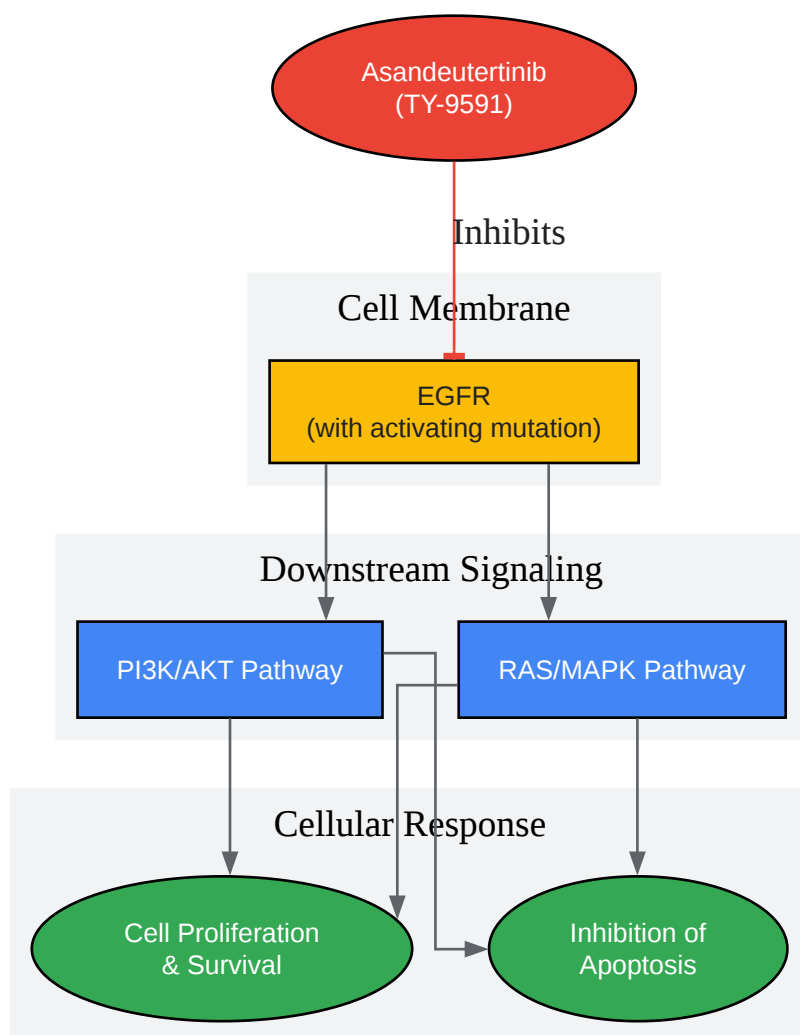 Asandeutertinib
(TY-9591)
Inhibits
Cell Membrane
EGFR
(with activating mutation)
Downstream Signaling
PI3K/AKT Pathway
RAS/MAPK Pathway
Cellular Response
Cell Proliferation
& Survival
Inhibition of
Apoptosis